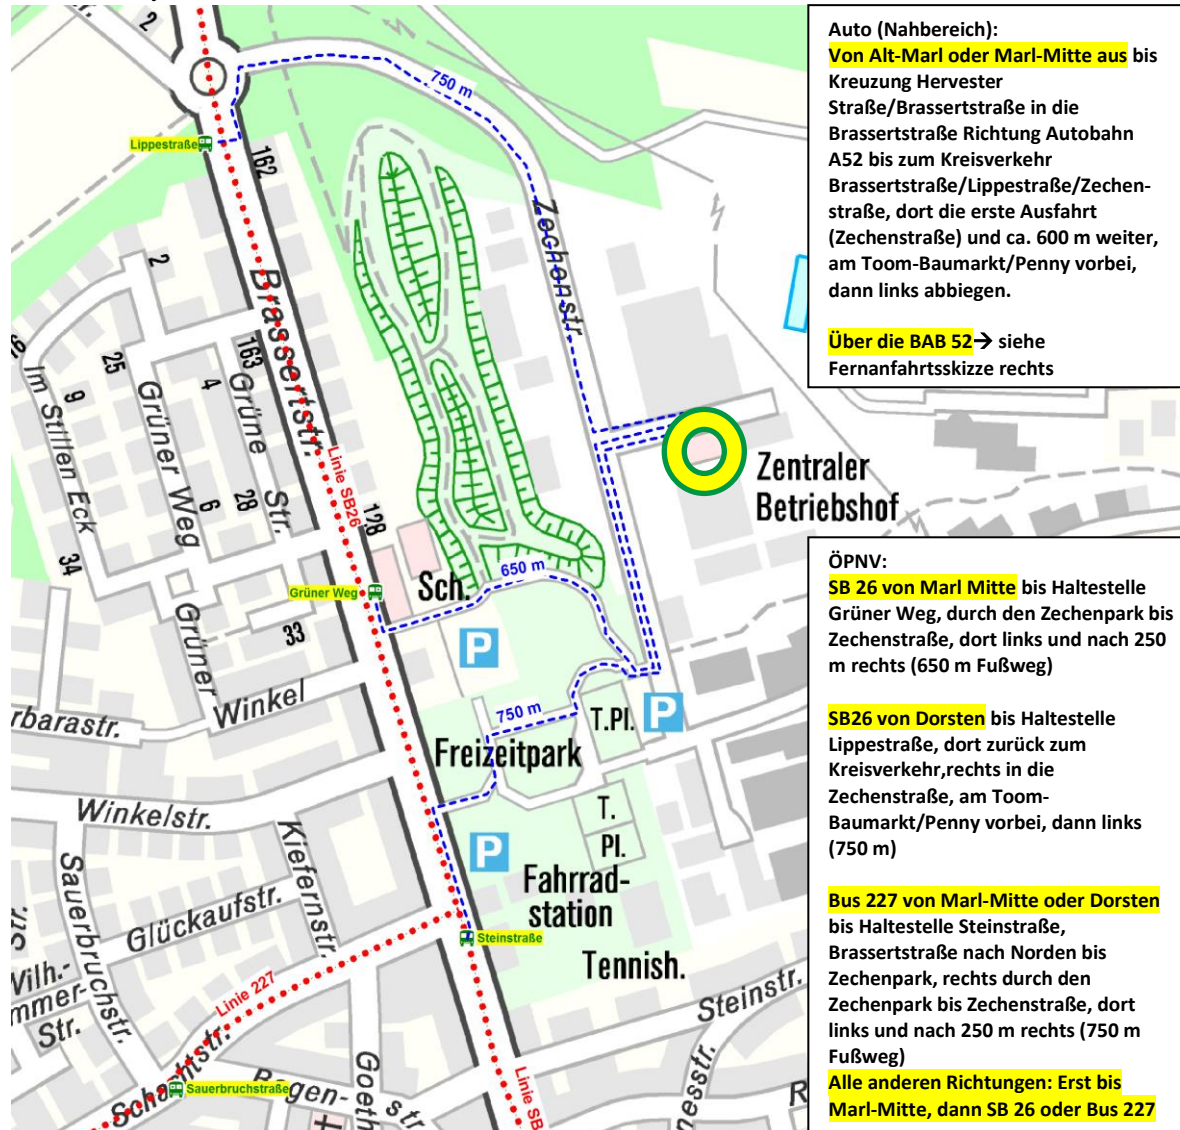 Auto (Nahbereich):
Von Alt-Marl oder Marl-Mitte aus bis
Kreuzung Hervester
Straße/Brassertstraße in die
Brassertstraße Richtung Autobahn
A52 bis zum Kreisverkehr
Brassertstraße/Lippestraße/Zechen-
straße, dort die erste Ausfahrt
(Zechenstraße) und ca. 600 m weiter,
am Toom-Baumarkt/Penny vorbei,
dann links abbiegen.
Über die BAB 52→ siehe
Fernanfahrtsskizze rechts
ÖPNV:
SB 26 von Marl Mitte bis Haltestelle
Grüner Weg, durch den Zechenpark bis
Zechenstraße, dort links und nach 250
m rechts (650 m Fußweg)
SB26 von Dorsten bis Haltestelle
Lippestraße, dort zurück zum
Kreisverkehr,rechts in die
Zechenstraße, am Toom-
Baumarkt/Penny vorbei, dann links
(750 m)
Bus 227 von Marl-Mitte oder Dorsten
bis Haltestelle Steinstraße,
Brassertstraße nach Norden bis
Zechenpark, rechts durch den
Zechenpark bis Zechenstraße, dort
links und nach 250 m rechts (750 m
Fußweg)
Alle anderen Richtungen: Erst bis
Marl-Mitte, dann SB 26 oder Bus 227
str.
2
750 m
Lippestraße
162
Zechenstr.
2
Brassertstr.
163
25
4
Grüne
Str.
9
Im Stillen Eck
Grüner Weg
Linie SB26
6
28
128
34
Zentraler
Betriebshof
650 m
Sch.
Grüner Weg
33
P
Grüner
Winkel
rbarastr.
750 m
T.Pl.
P
Freizeitpark
Winkelstr.
T.
Pl.
P
Kiefernstr.
Sauerbruchstr.
Fahrrad-
station
Glückaufstr.
Steinstraße
Tennish.
Wilh.-
mmer-
Str.
Linie 227
Steinstr.
Schachtstr.
Sauerbruchstraße
Bögen-
str
Goeth
Linie SB
nesstr.
R